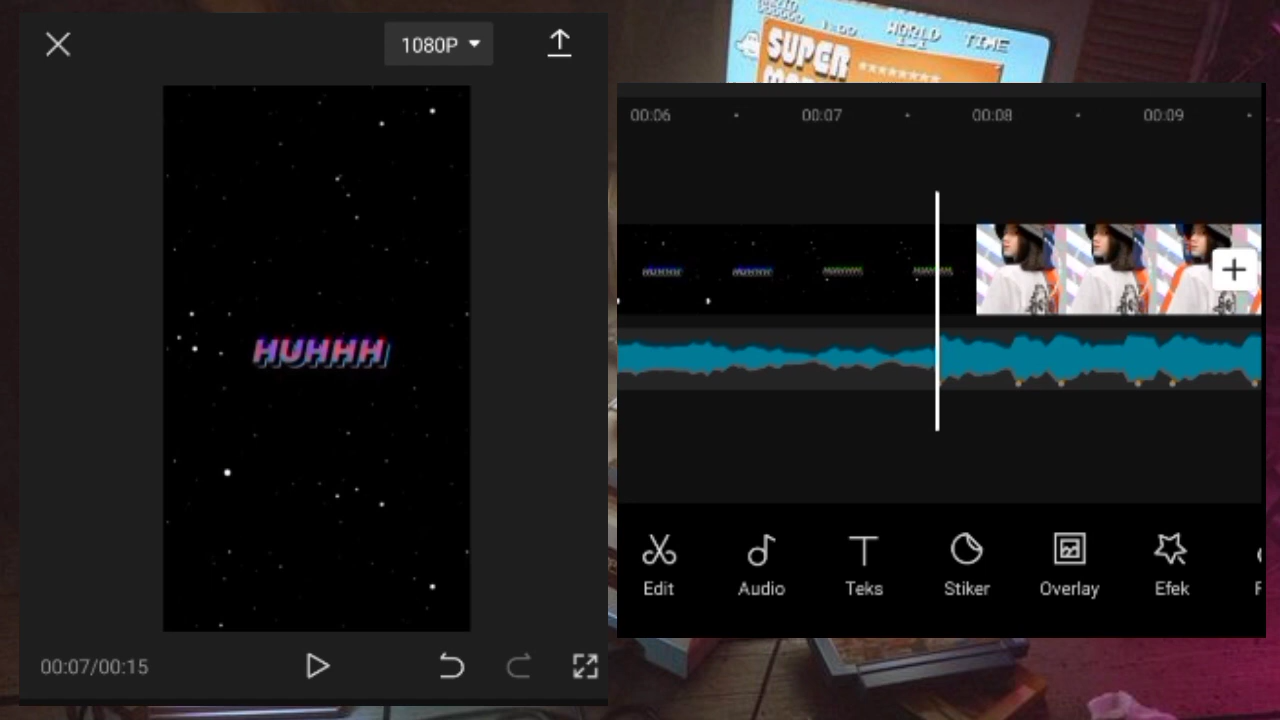 1080P
HUHHH
00:07/00:15
WORLD
TIME
SUPER
00:06
00:07
00:08
00:09
Edit
Audio
Teks
Stiker
Overlay
Efek